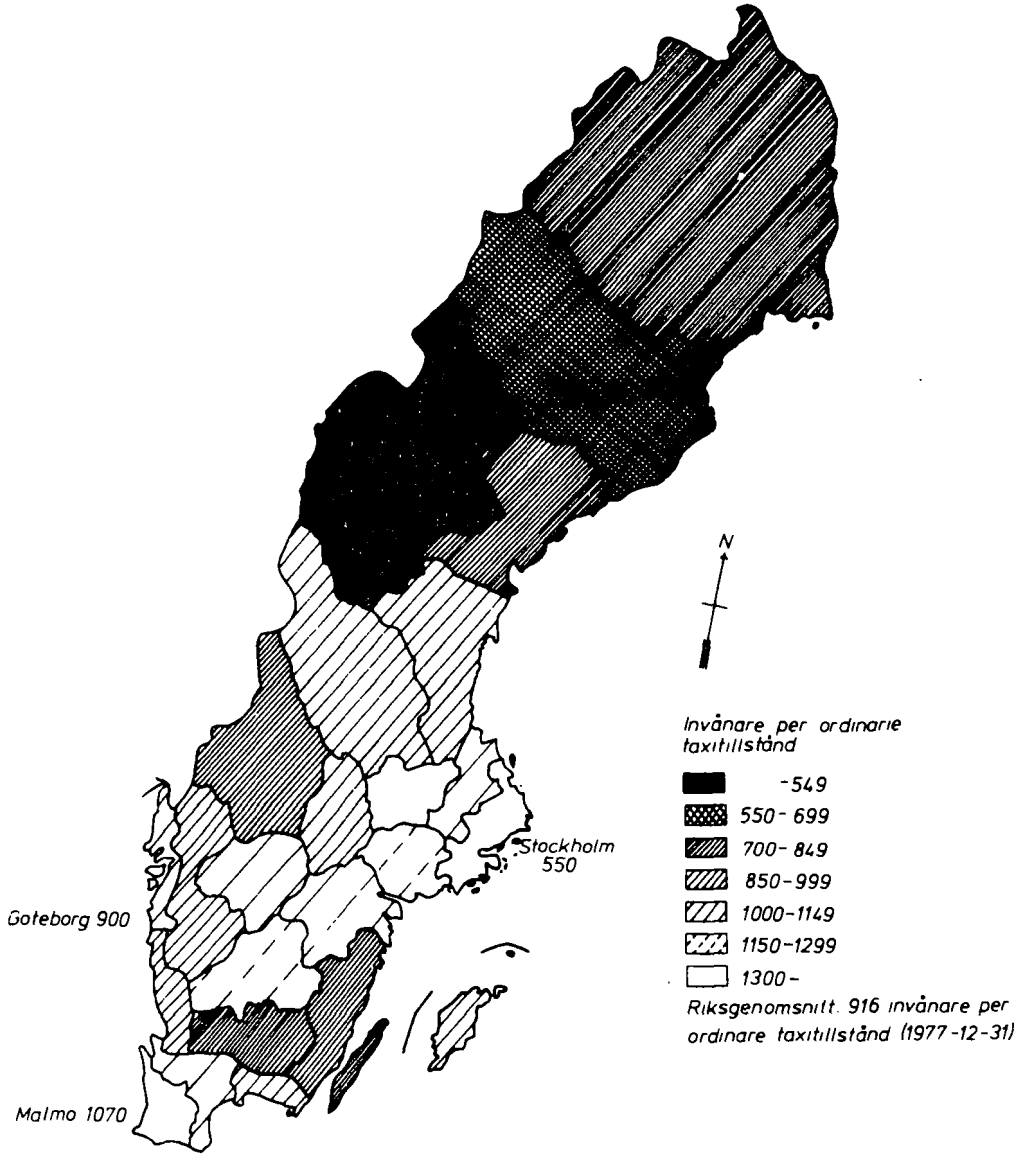 N
Invånare per ordinarie
taxitillstånd
-549
550-699
700-849
850-999
1000-1149
1150-1299
1300-
Riksgenomsnitt. 916 invånare per
ordinare taxitillstånd (1977-12-31)
Stockholm
550
Goteborg 900
Malmo 1070